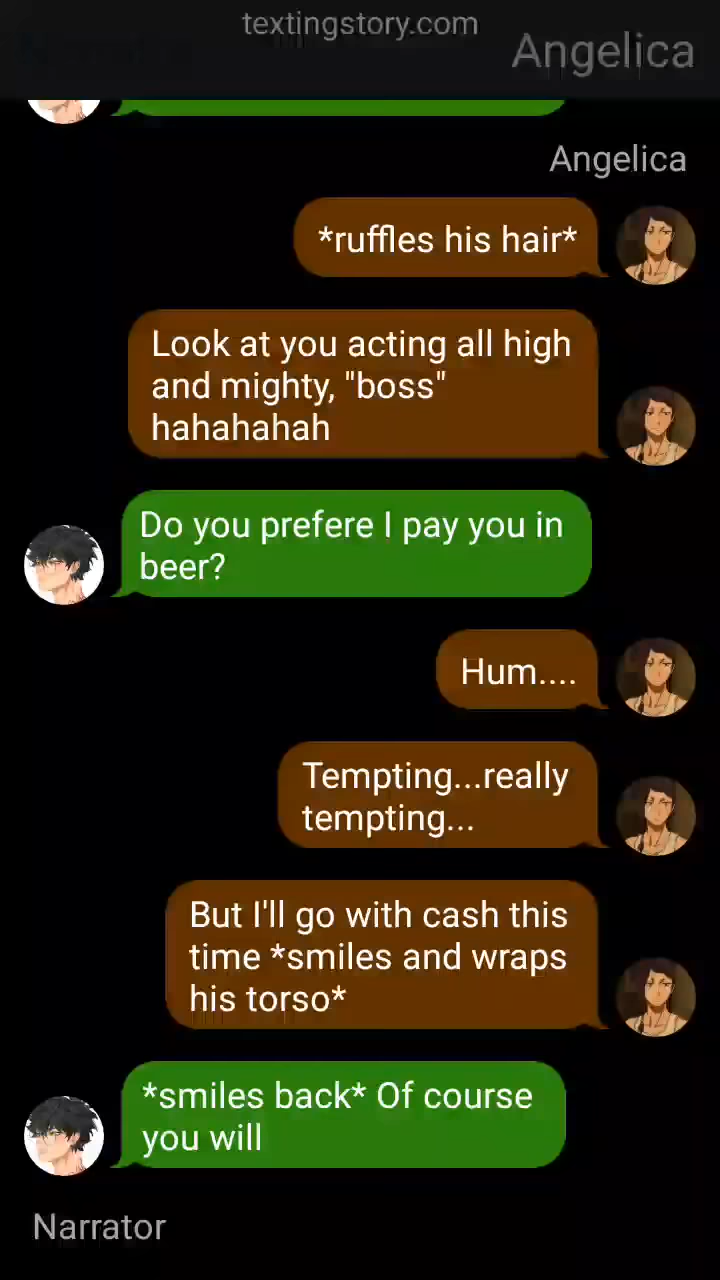 textingstory.com
Angelica
Angelica
*ruffles his hair*
Look at you acting all high
and mighty, "boss"
hahahahah
Do you prefere I pay you in
beer?
Hum....
Tempting...really
tempting...
But I'll go with cash this
time *smiles and wraps
his torso*
*smiles back* Of course
you will
Narrator